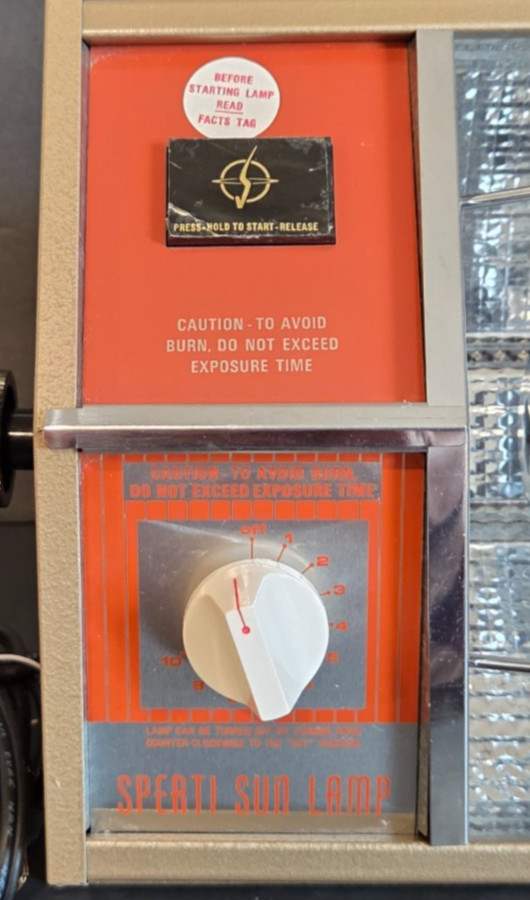 BEFORE
STARTING LAMP
READ
FACTS TAG
PRESS-HOLD TO START-RELEASE
CAUTION - TO AVOID
BURN, DO NOT EXCEED
EXPOSURE TIME
CAUTION - TO AVOID BURN,
DO NOT EXCEED EXPOSURE TIME
off
1
2
3
4
5
10
9
LAMP CAN BE TURNED OFF BY TURNING
COUNTER-CLOCKWISE TO THE "OFF" POSITION
SPERTI SUN LAMP